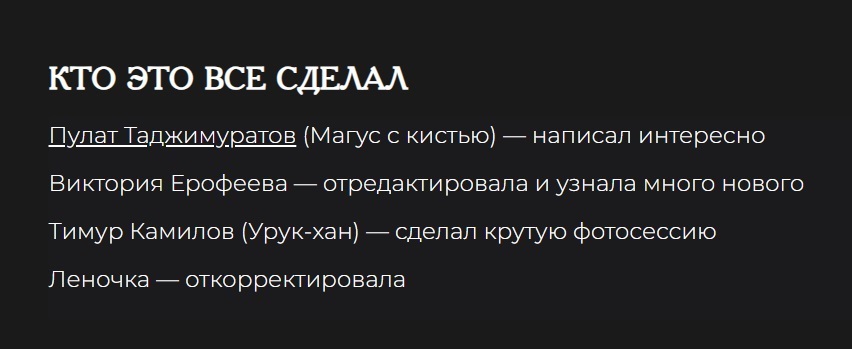 КТО ЭТО ВСЕ СДЕЛАЛ
Пулат Таджимуратов (Магус с кистью) — написал интересно
Виктория Ерофеева — отредактировала и узнала много нового
Тимур Камилов (Урук-хан) — сделал крутую фотосессию
Леночка — откорректировала